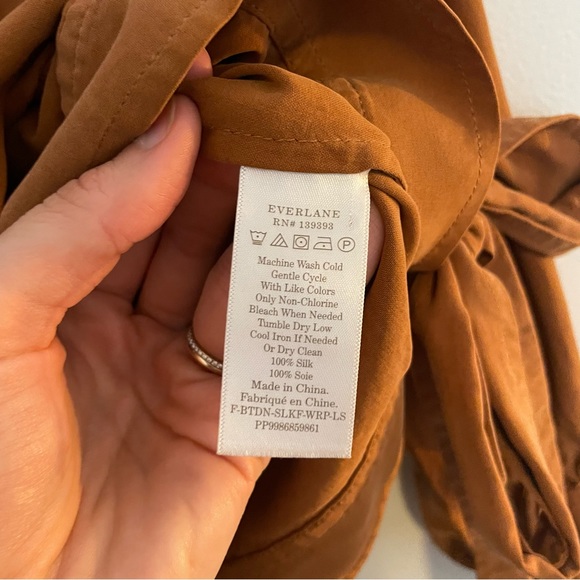 EVERLANE
RN# 139393
P
Machine Wash Cold
Gentle Cycle
With Like Colors
Only Non-Chlorine
Bleach When Needed
Tumble Dry Low
Cool Iron If Needed
Or Dry Clean
100% Silk
100% Soie
Made in China.
Fabriqué en Chine.
F-BTDN-SLKF-WRP-LS
PP9986859861